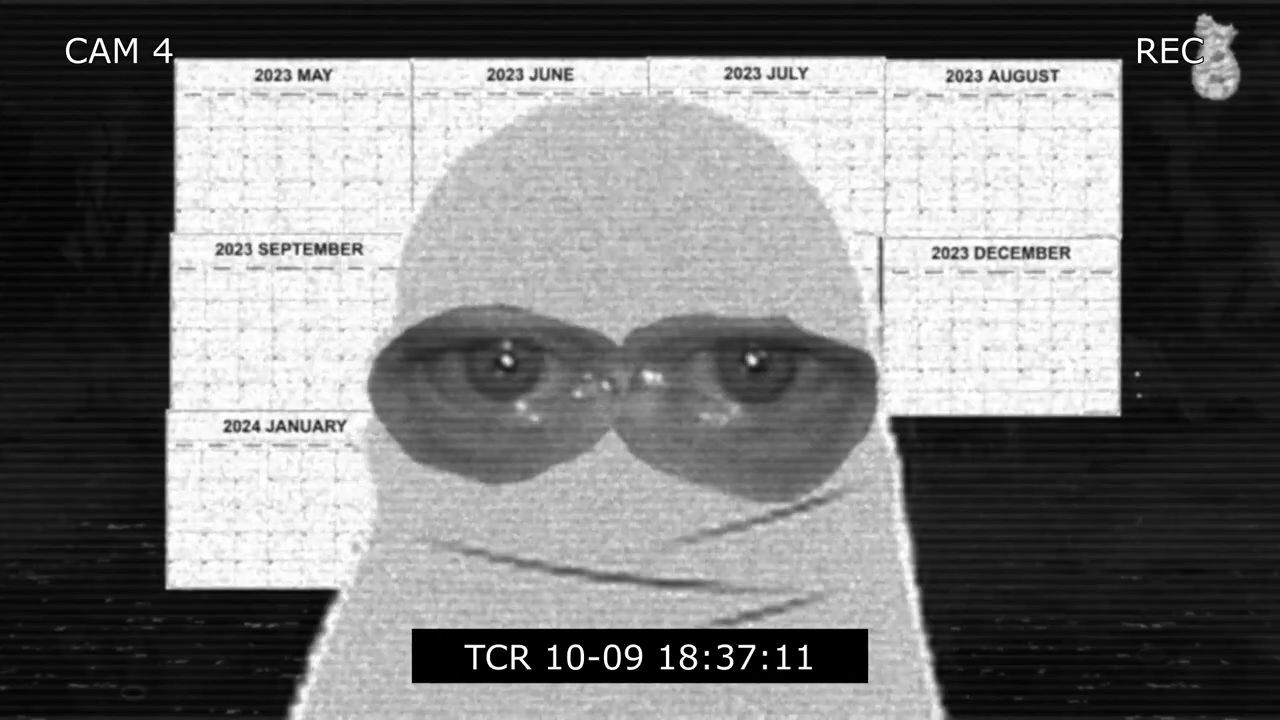 CAM 4
REC
2023 MAY
2023 JUNE
2023 JULY
2023 AUGUST
2023 SEPTEMBER
2023 DECEMBER
2024 JANUARY
TCR 10-09 18:37:11